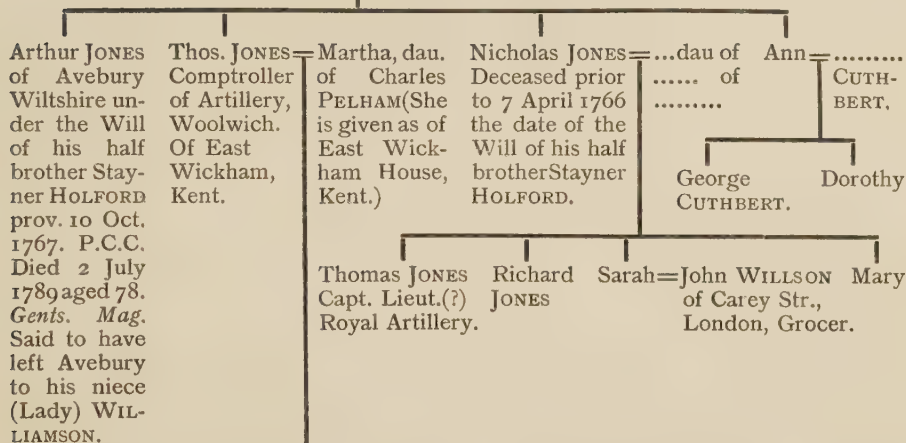 Arthur JONES
of Avebury
Wiltshire un-
der the Will
of his half
brother Stay-
ner HOLFORD
prov. 10 Oct.
1767. P.C.C.
Died 2 July
1789 aged 78.
Gents. Mag.
Said to have
left Avebury
to his niece
(Lady) WIL-
LIAMSON.
Thos. JONES=
Comptroller
of Artillery,
Woolwich.
Of East
Wickham,
Kent.
Martha, dau.
of Charles
PELHAM(She
is given as of
East Wick-
ham House,
Kent.)
Nicholas JONES=
Deceased prior
to 7 April 1766
the date of the
Will of his half
brotherStayner
HOLFORD.
...dau of
...... of
.........
Ann=
.........
CUTH-
BERT.
George
CUTHBERT.
Dorothy
Thomas JONES
Capt. Lieut.(?)
Royal Artillery.
Richard
JONES
Sarah=John WILLSON
of Carey Str.,
London, Grocer.
Mary